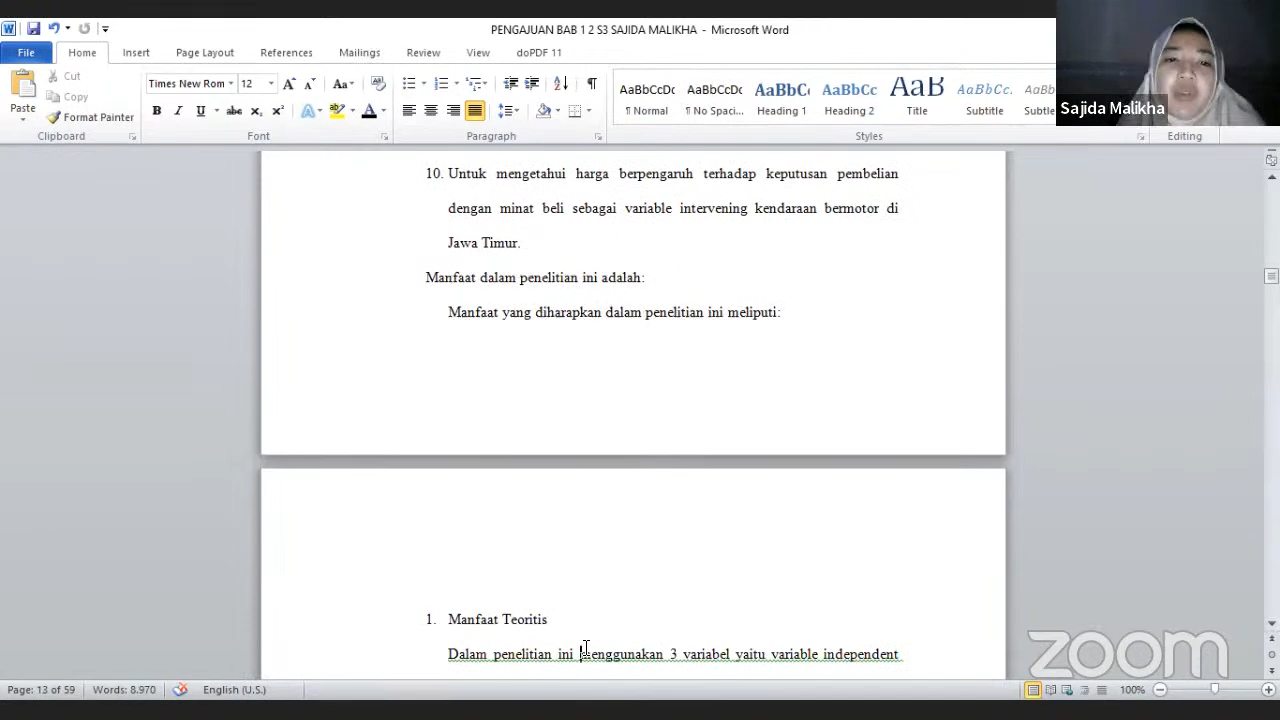 PENGAJUAN BAB 1 2 S3 SAJIDA MALIKHA - Microsoft Word
File Home Insert Page Layout References Mailings Review View doPDF 11
Paste
Cut
Copy
Format Painter
Clipboard
Times New Rom 12
Font
Paragraph
AaBbCcDc AaBbCcDc AaBbC AaBbCc AaB AaBbCc.
¶ Normal ¶ No Spaci... Heading 1 Heading 2 Title Subtitle Subtle
Styles
Editing
Sajida Malikha
10. Untuk mengetahui harga berpengaruh terhadap keputusan pembelian
dengan minat beli sebagai variable intervening kendaraan bermotor di
Jawa Timur.
Manfaat dalam penelitian ini adalah:
Manfaat yang diharapkan dalam penelitian ini meliputi:
1. Manfaat Teoritis
Dalam penelitian ini menggunakan 3 variabel yaitu variable independent
zoom
Page: 13 of 59 Words: 8.970 English (U.S.) 100%